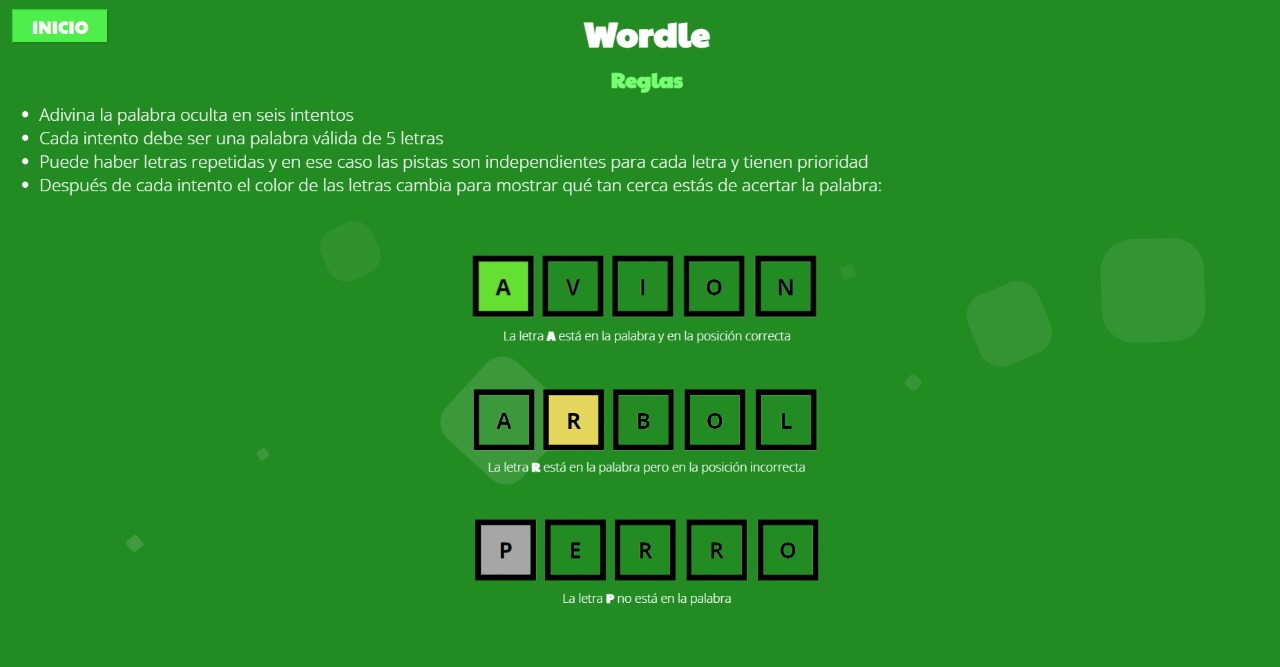 INICIO
Wordle
Reglas
Adivina la palabra oculta en seis intentos
Cada intento debe ser una palabra válida de 5 letras
Puede haber letras repetidas y en ese caso las pistas son independientes para cada letra y tienen prioridad
Después de cada intento el color de las letras cambia para mostrar qué tan cerca estás de acertar la palabra:
A V I O N
La letra A está en la palabra y en la posición correcta
A R B O L
La letra R está en la palabra pero en la posición incorrecta
P E R R O
La letra P no está en la palabra